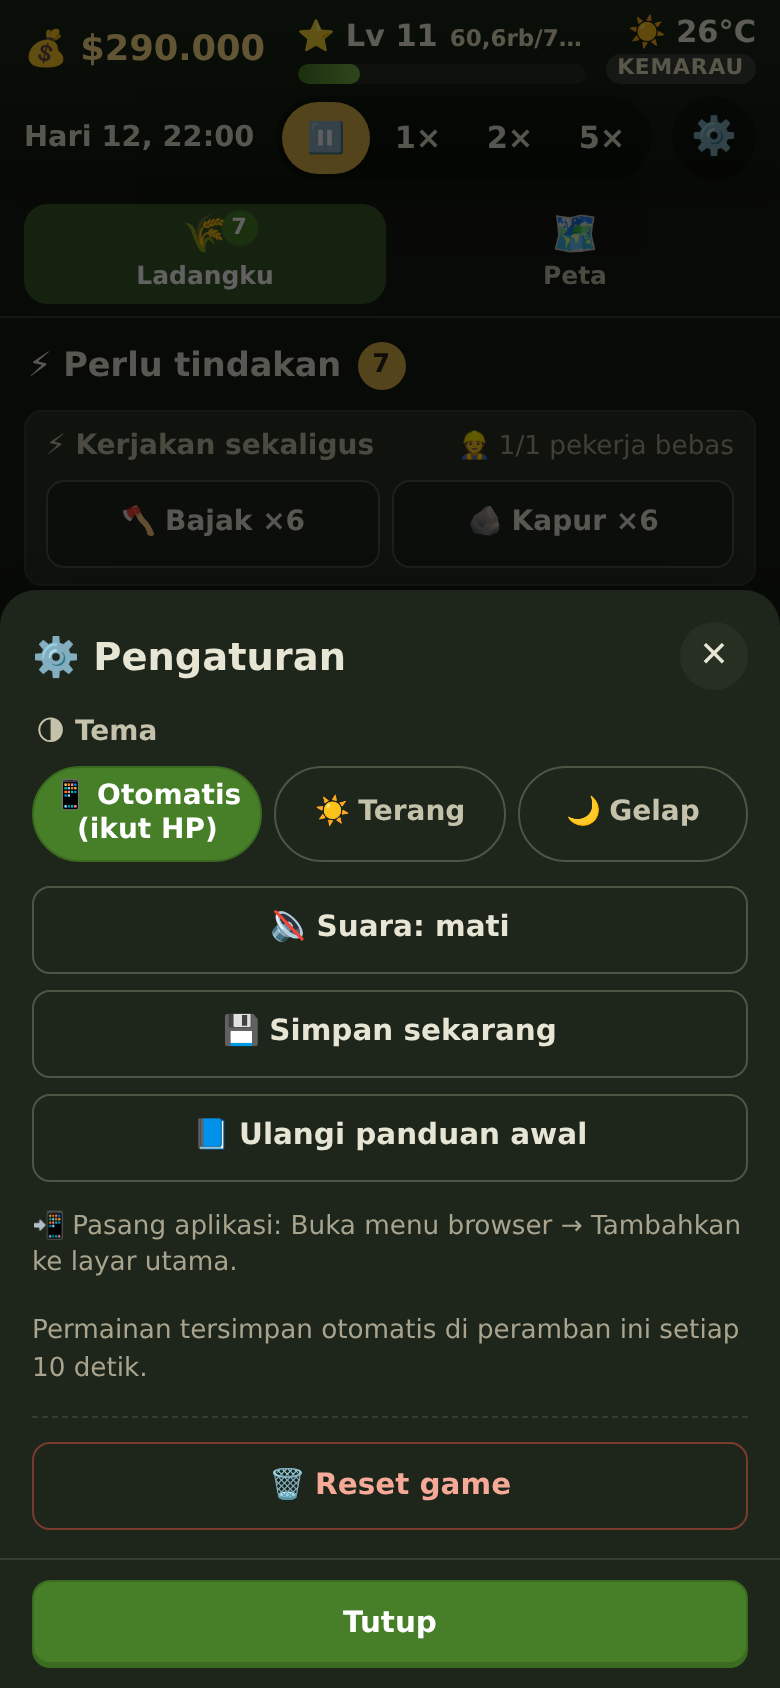 💰 $290.000
⭐ Lv 11 60,6rb/7…
☀️ 26°C
KEMARAU
Hari 12, 22:00
⏸️ 1× 2× 5× ⚙️
🌾 7
Ladangku
🗺️
Peta
⚡ Perlu tindakan 7
⚡ Kerjakan sekaligus
👷 1/1 pekerja bebas
🪓 Bajak ×6
🪨 Kapur ×6
⚙️ Pengaturan
✕
◑ Tema
📱 Otomatis
(ikut HP)
☀️ Terang
🌙 Gelap
🔇 Suara: mati
💾 Simpan sekarang
📘 Ulangi panduan awal
📲 Pasang aplikasi: Buka menu browser → Tambahkan
ke layar utama.
Permainan tersimpan otomatis di peramban ini setiap
10 detik.
🗑️ Reset game
Tutup